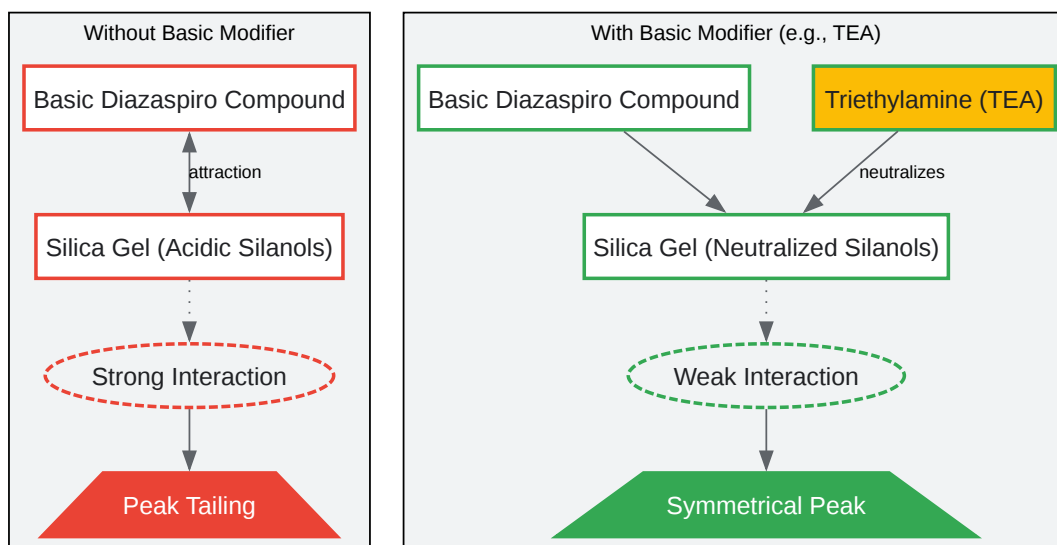 Without Basic Modifier
Basic Diazaspiro Compound
attraction
Silica Gel (Acidic Silanols)
Strong Interaction
Peak Tailing
With Basic Modifier (e.g., TEA)
Basic Diazaspiro Compound
Triethylamine (TEA)
neutralizes
Silica Gel (Neutralized Silanols)
Weak Interaction
Symmetrical Peak